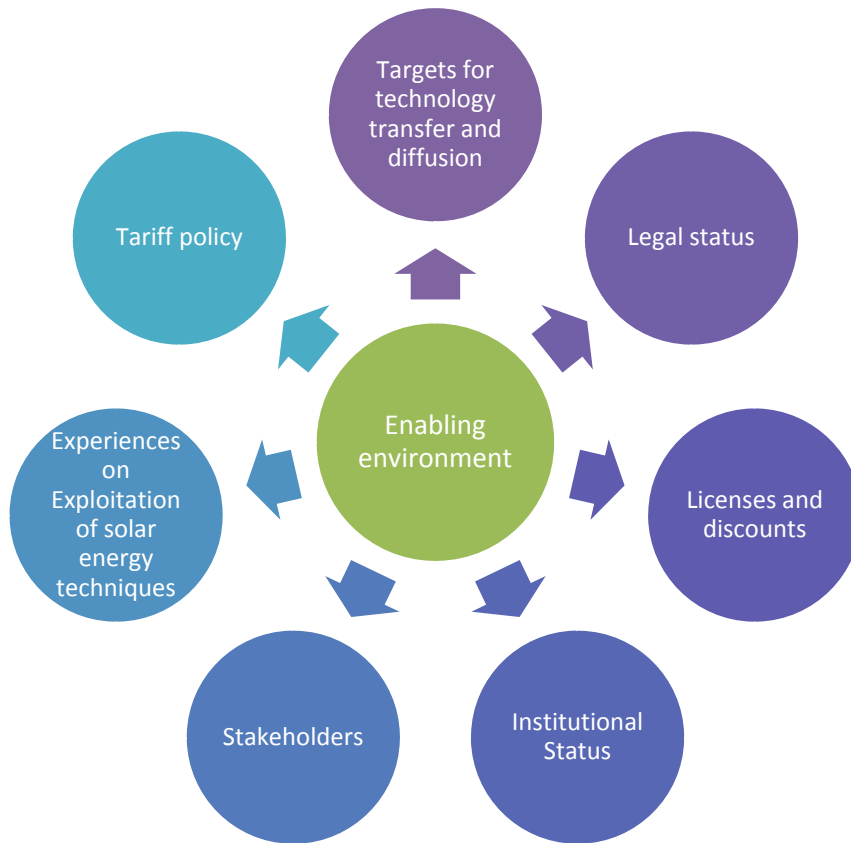 Targets for
technology
transfer and
diffusion
Legal status
Licenses and
discounts
Institutional
Status
Stakeholders
Experiences
on
Exploitation
of solar
energy
techniques
Tariff policy
Enabling
environment